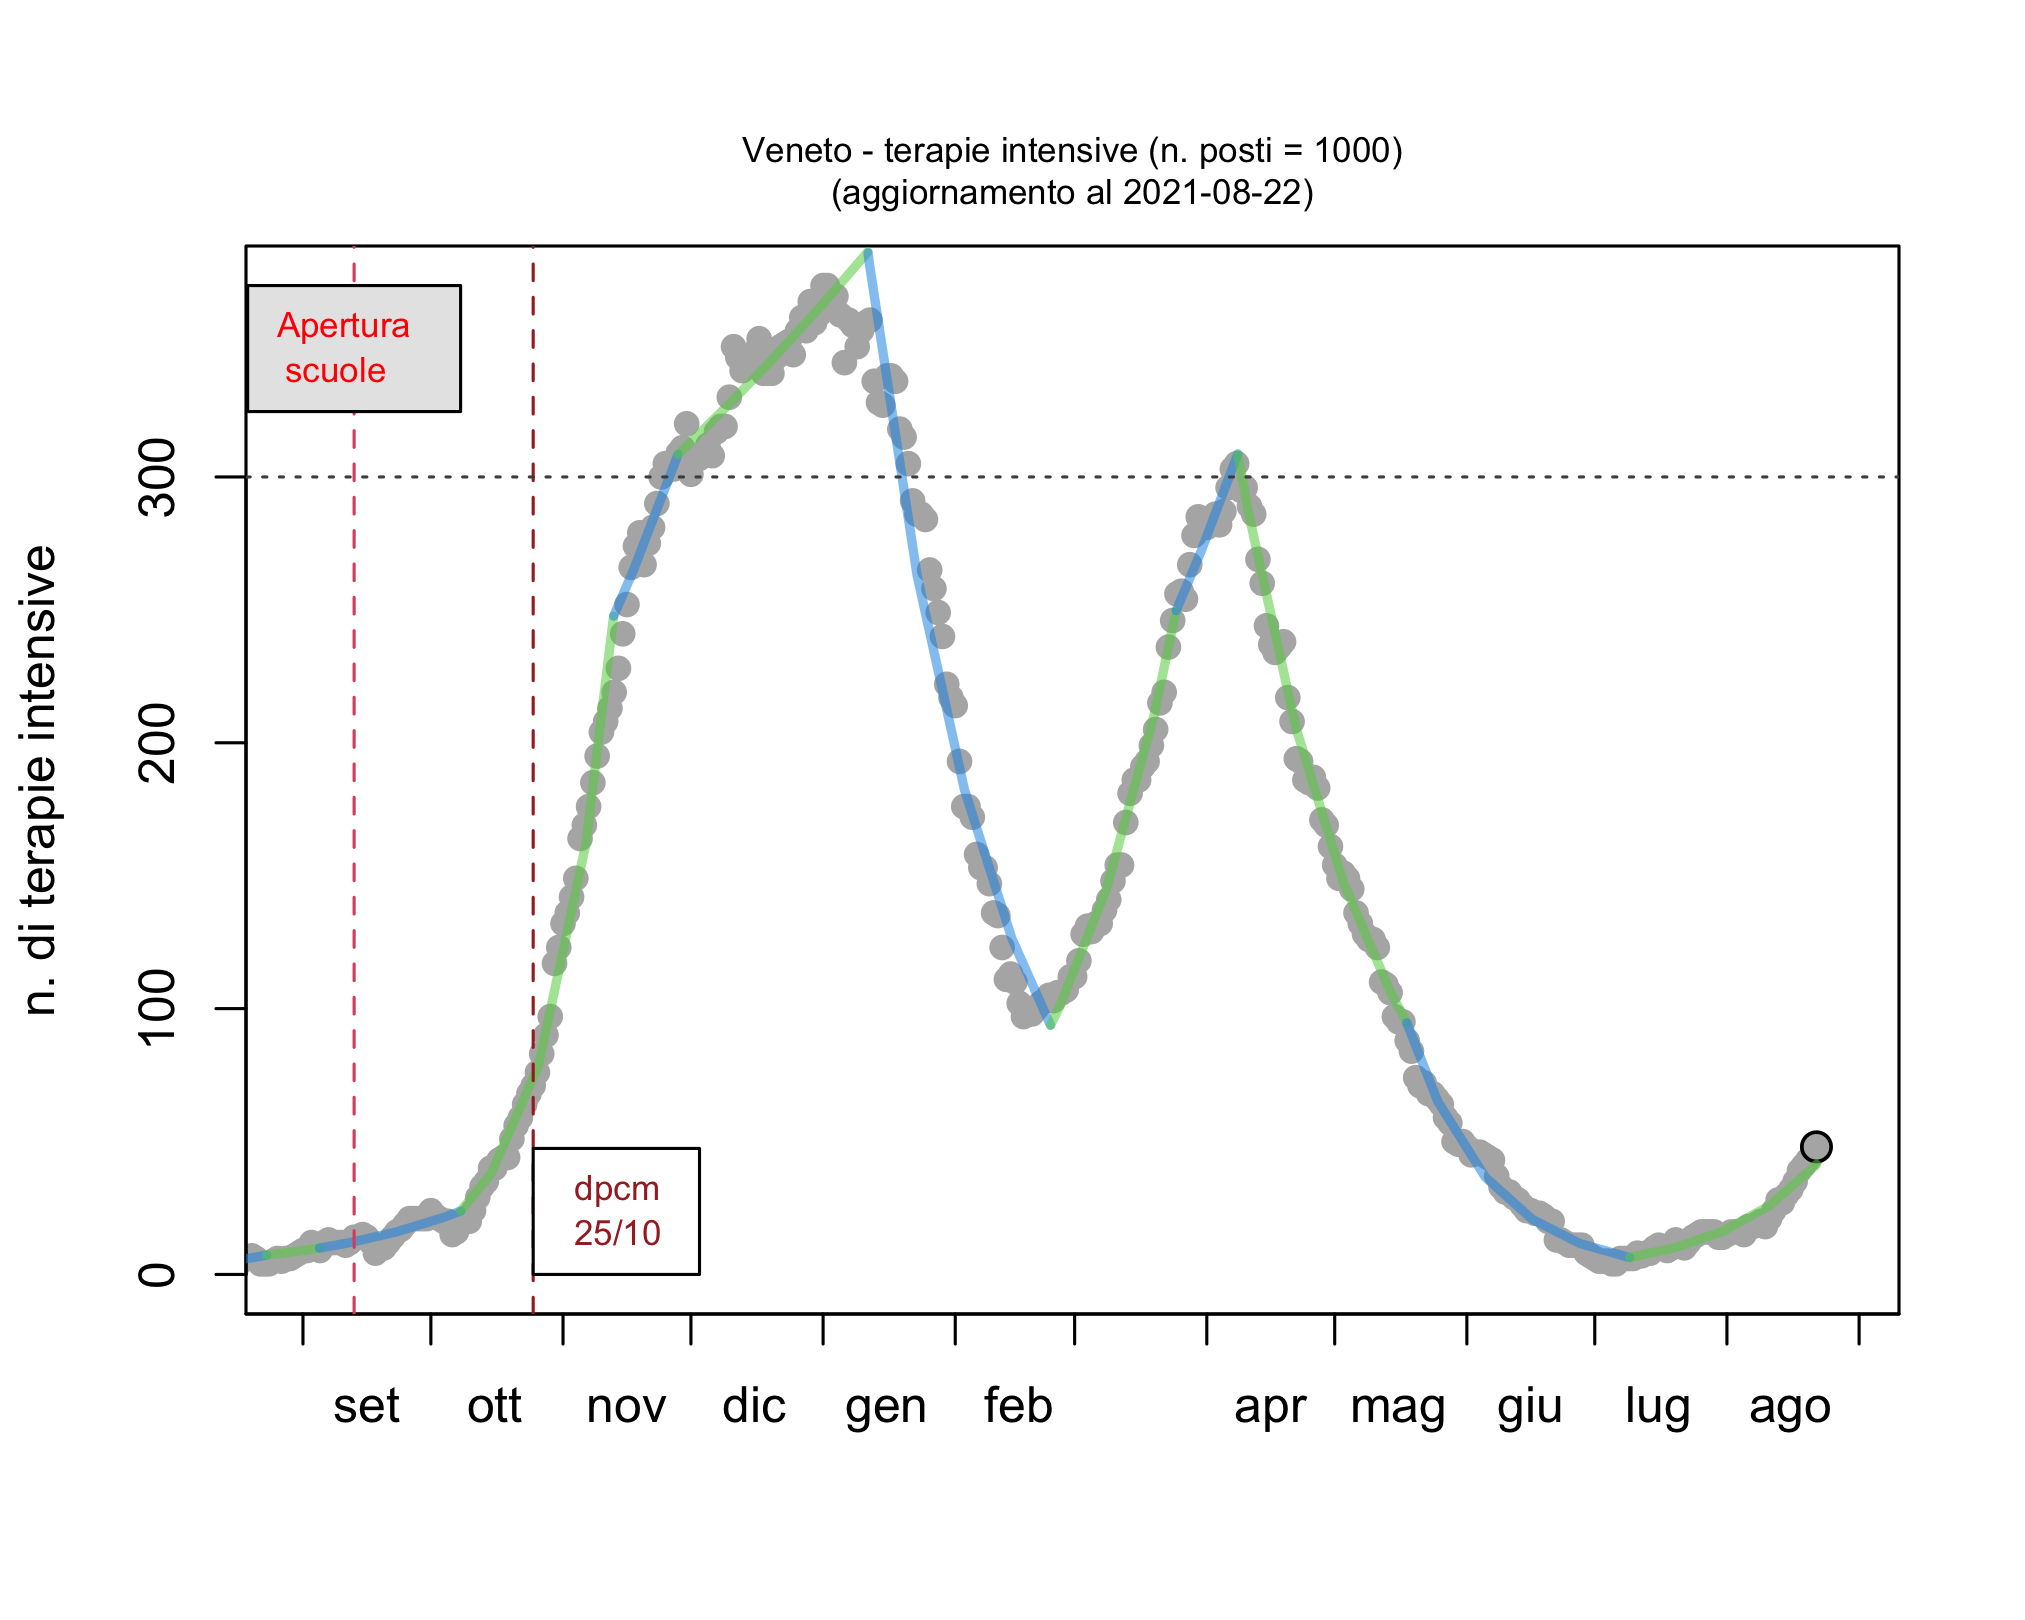 Veneto - terapie intensive (n. posti = 1000)
(aggiornamento al 2021-08-22)
Apertura
scuole
n. di terapie intensive
300
200
100
0
dpcm
25/10
set ott nov dic gen feb apr mag giu lug ago